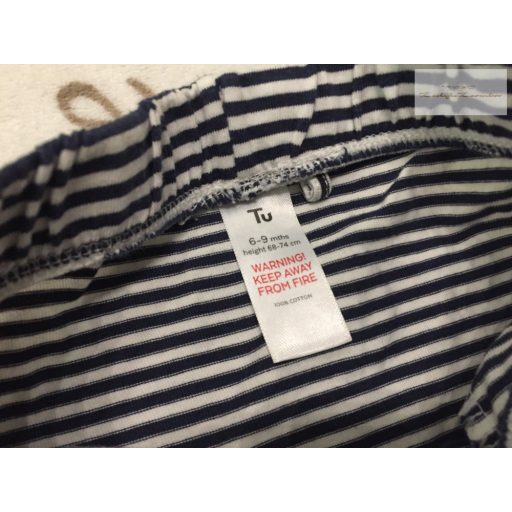 Tu
6-9 mths
height 68-74 cm
WARNING!
KEEP AWAY
FROM FIRE
100% COTTON